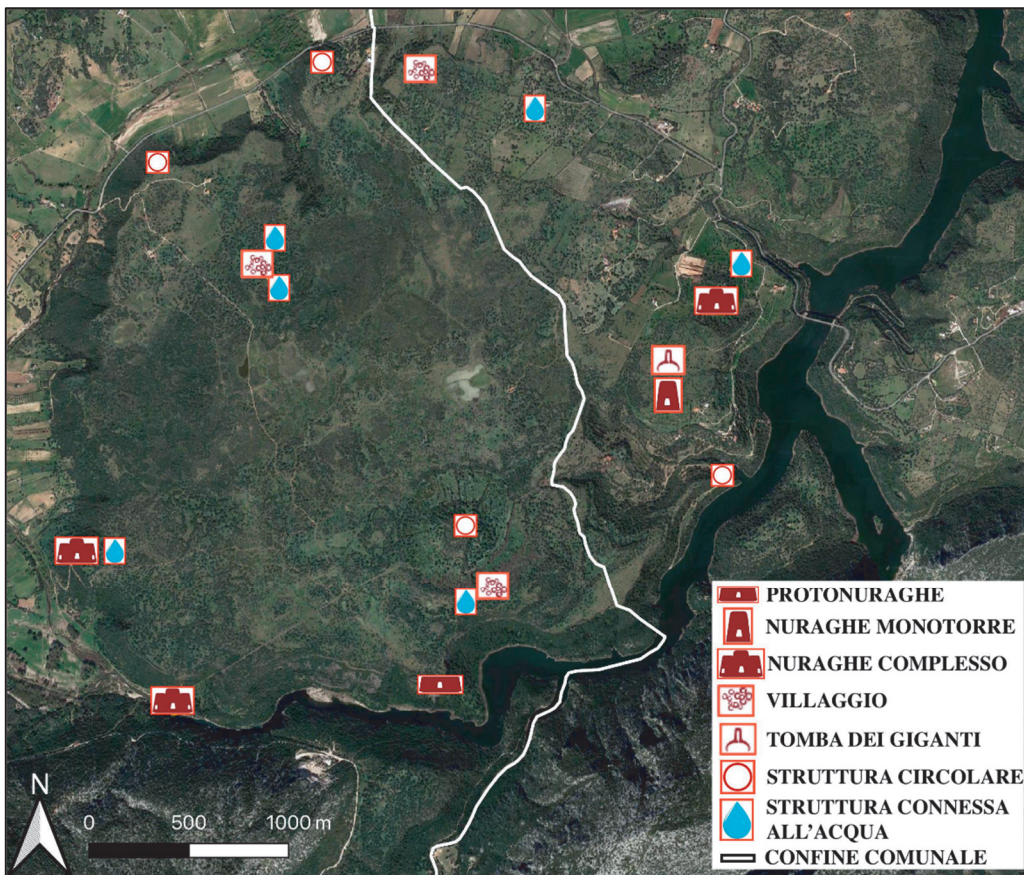 PROTONURAGHE
NURAGHE MONOTORRE
NURAGHE COMPLESSO
VILLAGGIO
TOMBA DEI GIGANTI
STRUTTURA CIRCOLARE
STRUTTURA CONNESSA
ALL'ACQUA
CONFINE COMUNALE
N
0 500 1000 m